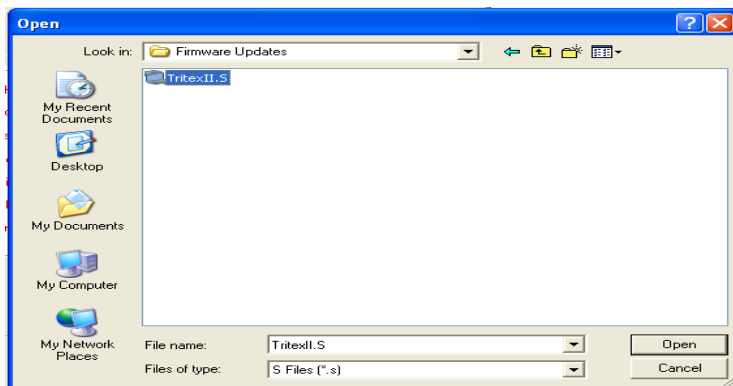 Open
Look in:
Firmware Updates
TritexII.S
My Recent
Documents
Desktop
My Documents
My Computer
My Network
Places
File name:
TritexII.S
Open
Files of type:
S Files (*.s)
Cancel